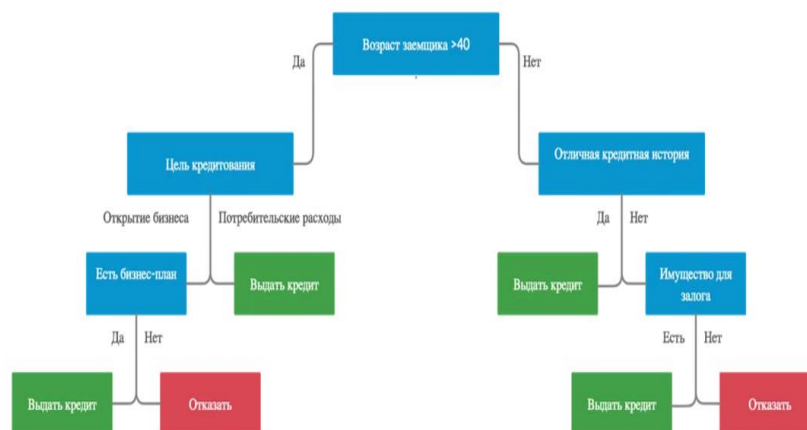 Возраст заемщика >40
Да
Нет
Цель кредитования
Отличная кредитная история
Открытие бизнеса
Потребительские расходы
Да
Нет
Есть бизнес-план
Выдать кредит
Выдать кредит
Имущество для
залога
Да
Нет
Есть
Нет
Выдать кредит
Отказать
Выдать кредит
Отказать